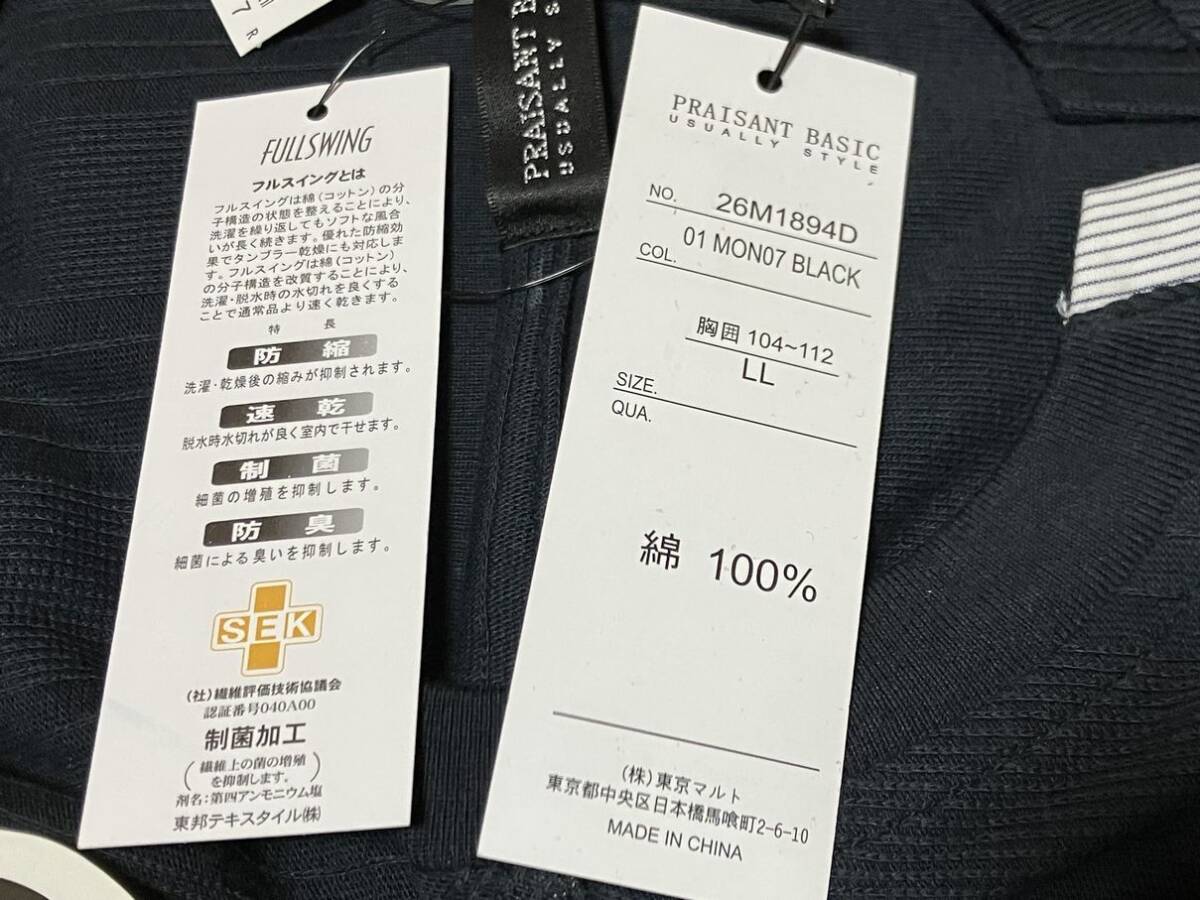 7 R
FULLSWING
フルスイングとは
フルスイングは綿（コットン）の分
子構造の状態を整えることにより、
洗濯を繰り返してもソフトな風合
いが長く続きます。優れた防縮効
果でタンブラー乾燥にも対応しま
す。フルスイングは綿（コットン）
の分子構造を改質することにより、
洗濯・脱水時の水切れを良くする
ことで通常品より速く乾きます。
特 長
防 縮
洗濯・乾燥後の縮みが抑制されます。
速 乾
脱水時水切れが良く室内で干せます。
制 菌
細菌の増殖を抑制します。
防 臭
細菌による臭いを抑制します。
SEK
（社）繊維評価技術協議会
認証番号040A00
制菌加工
（繊維上の菌の増殖
を抑制します。）
剤名：第四アンモニウム塩
東邦テキスタイル㈱
PRAISANT B
USUALLY S
PRAISANT BASIC
USUALLY STYLE
NO. 26M1894D
COL. 01 MON07 BLACK
胸囲 104~112
SIZE. LL
QUA.
綿 100%
（株）東京マルト
東京都中央区日本橋馬喰町2-6-10
MADE IN CHINA